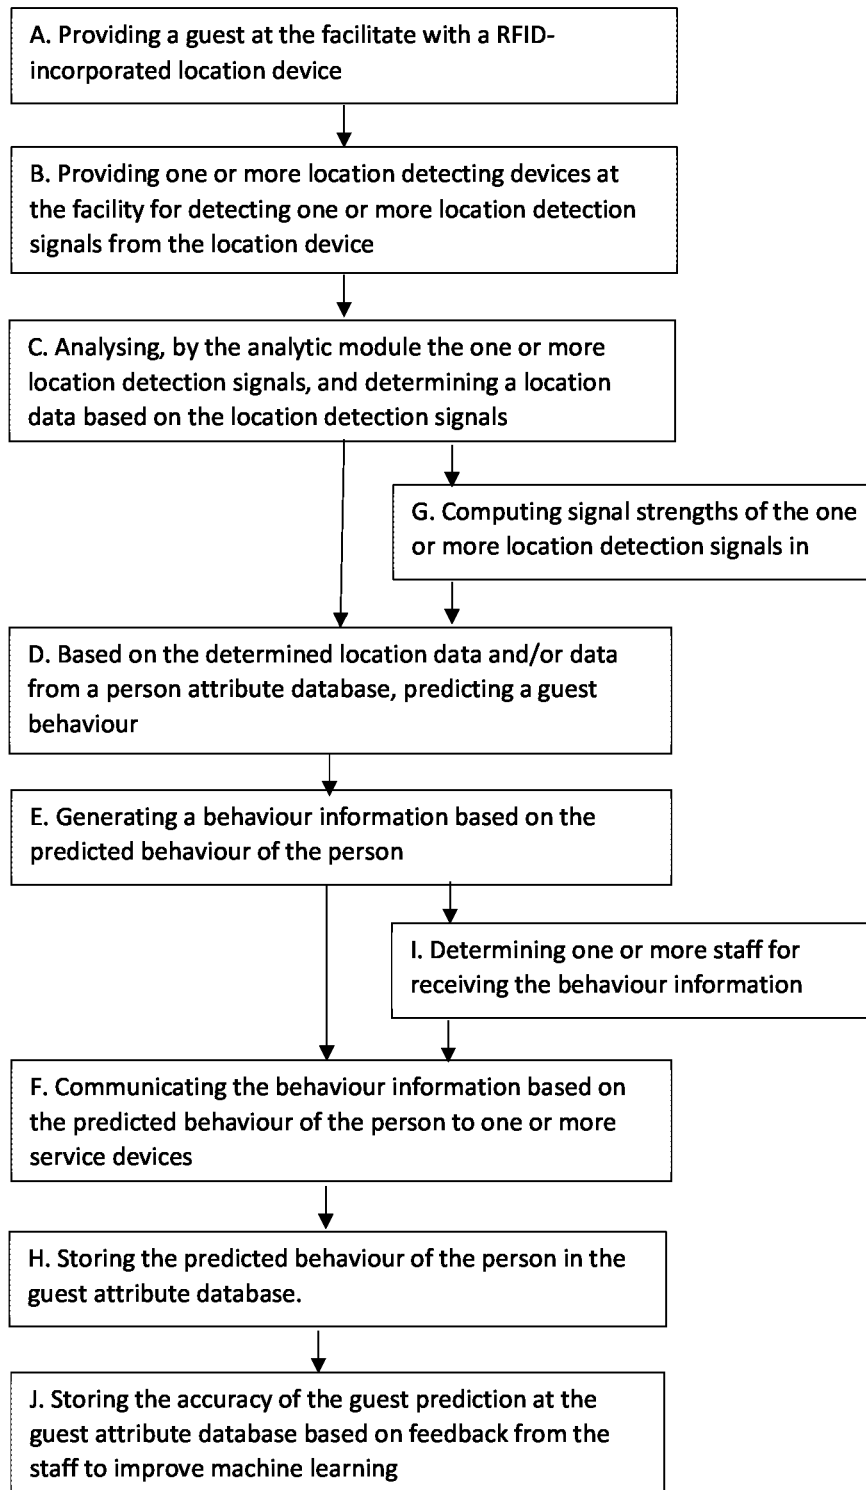 A. Providing a guest at the facilitate with a RFID-
incorporated location device
B. Providing one or more location detecting devices at
the facility for detecting one or more location detection
signals from the location device
C. Analysing, by the analytic module the one or more
location detection signals, and determining a location
data based on the location detection signals
G. Computing signal strengths of the one
or more location detection signals in
D. Based on the determined location data and/or data
from a person attribute database, predicting a guest
behaviour
E. Generating a behaviour information based on the
predicted behaviour of the person
I. Determining one or more staff for
receiving the behaviour information
F. Communicating the behaviour information based on
the predicted behaviour of the person to one or more
service devices
H. Storing the predicted behaviour of the person in the
guest attribute database.
J. Storing the accuracy of the guest prediction at the
guest attribute database based on feedback from the
staff to improve machine learning